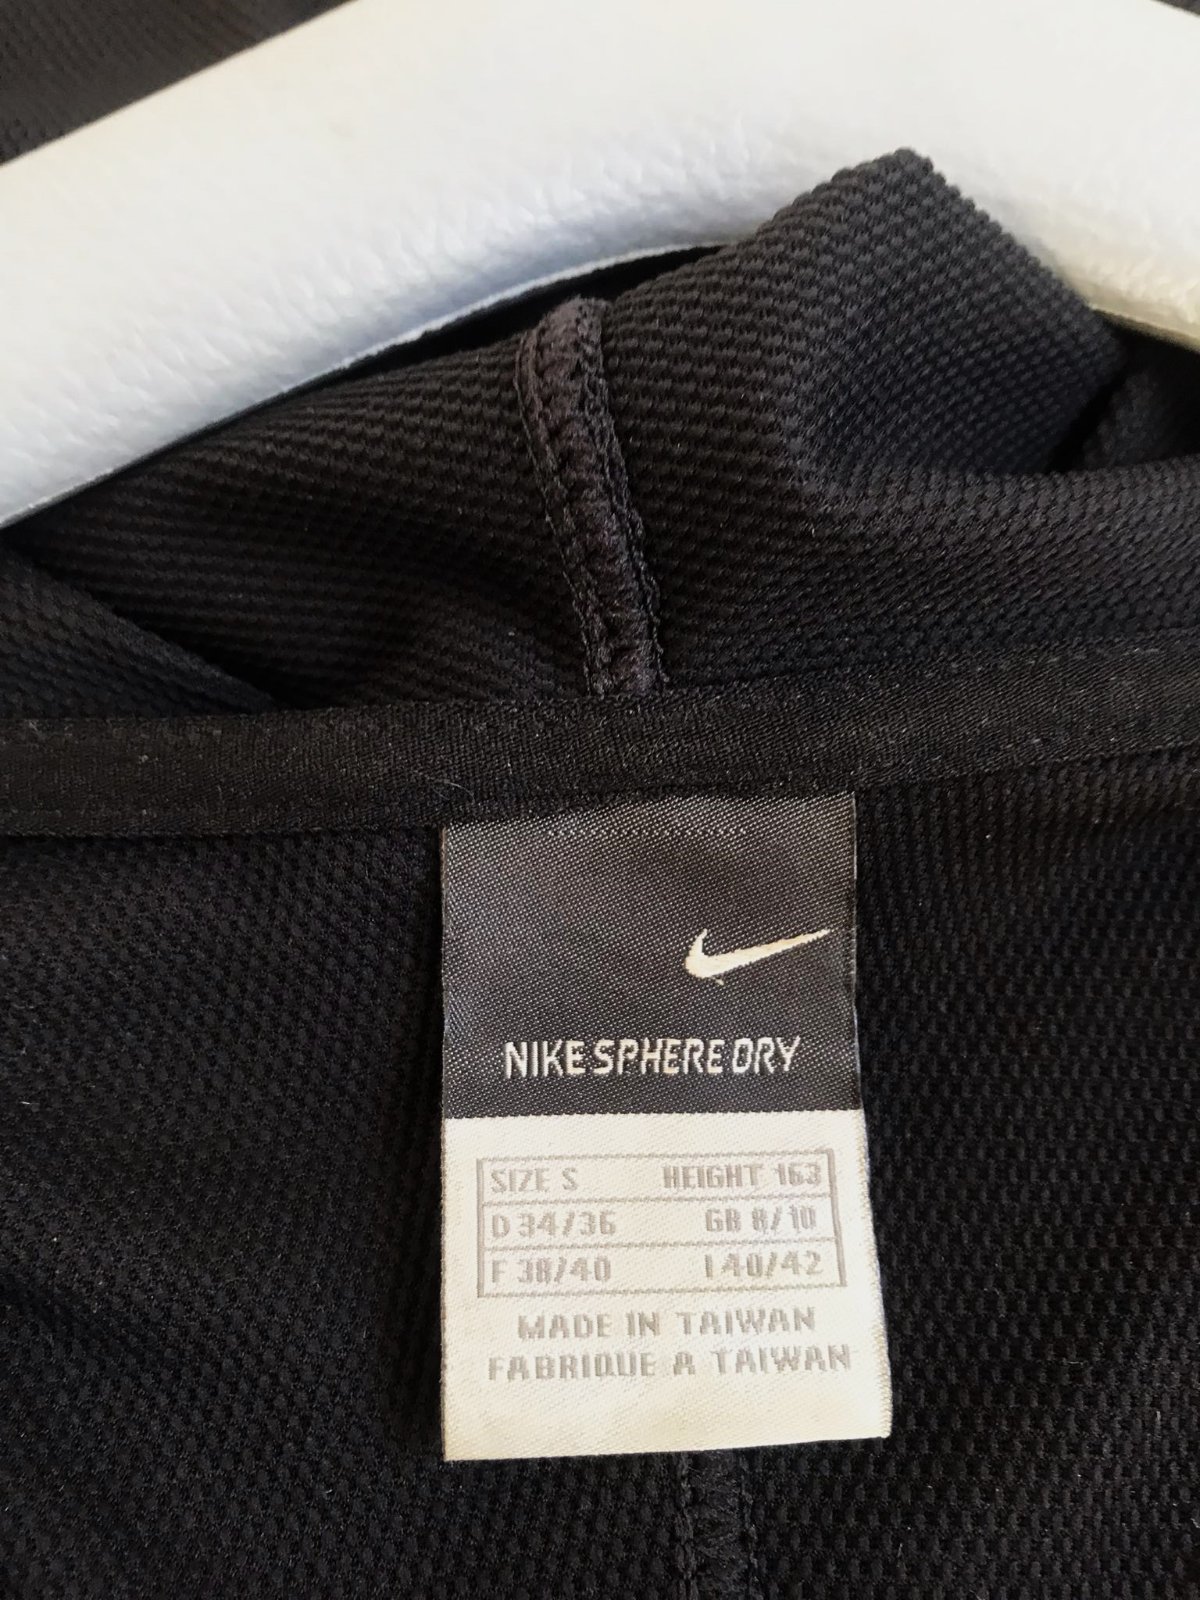 NIKE SPHERE DRY
SIZE S HEIGHT 163
D 34/36 GB 8/10
F 38/40 I 40/42
MADE IN TAIWAN
FABRIQUE A TAIWAN